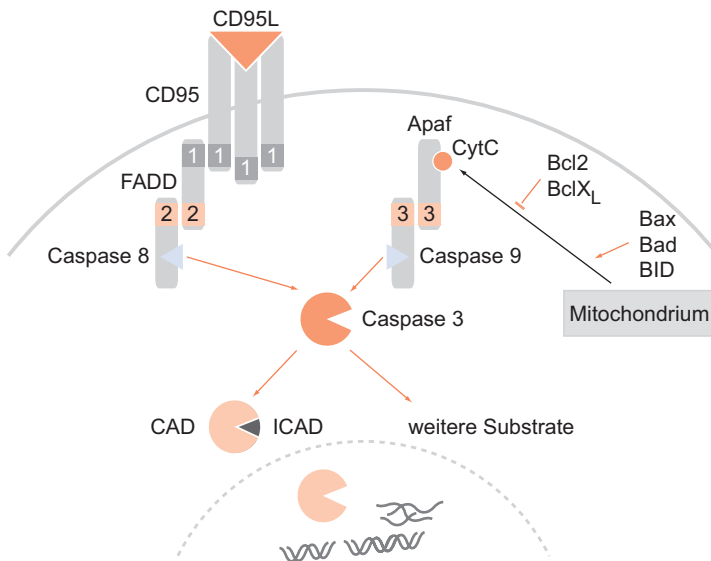 CD95L
CD95
Apaf
CytC
1 1 1 1
FADD
Bcl2
BclX_L
2 2
3 3
Bax
Bad
BID
Caspase 8
Caspase 9
Mitochondrium
Caspase 3
CAD
ICAD
weitere Substrate